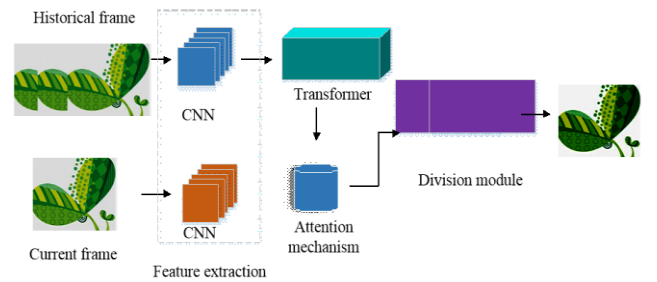 Historical frame
CNN
Transformer
Division module
CNN
Attention
mechanism
Current frame
Feature extraction